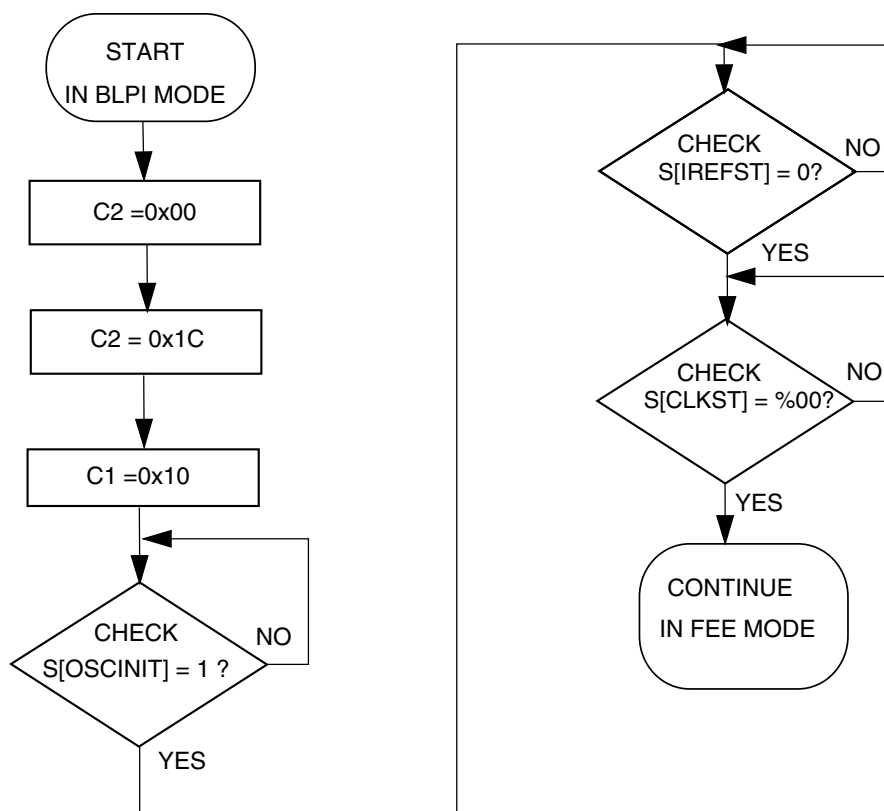 START
IN BLPI MODE
C2 =0x00
C2 = 0x1C
C1 =0x10
CHECK
S[OSCINIT] = 1 ?
NO
YES
CHECK
S[IREFST] = 0?
NO
YES
CHECK
S[CLKST] = %00?
NO
YES
CONTINUE
IN FEE MODE